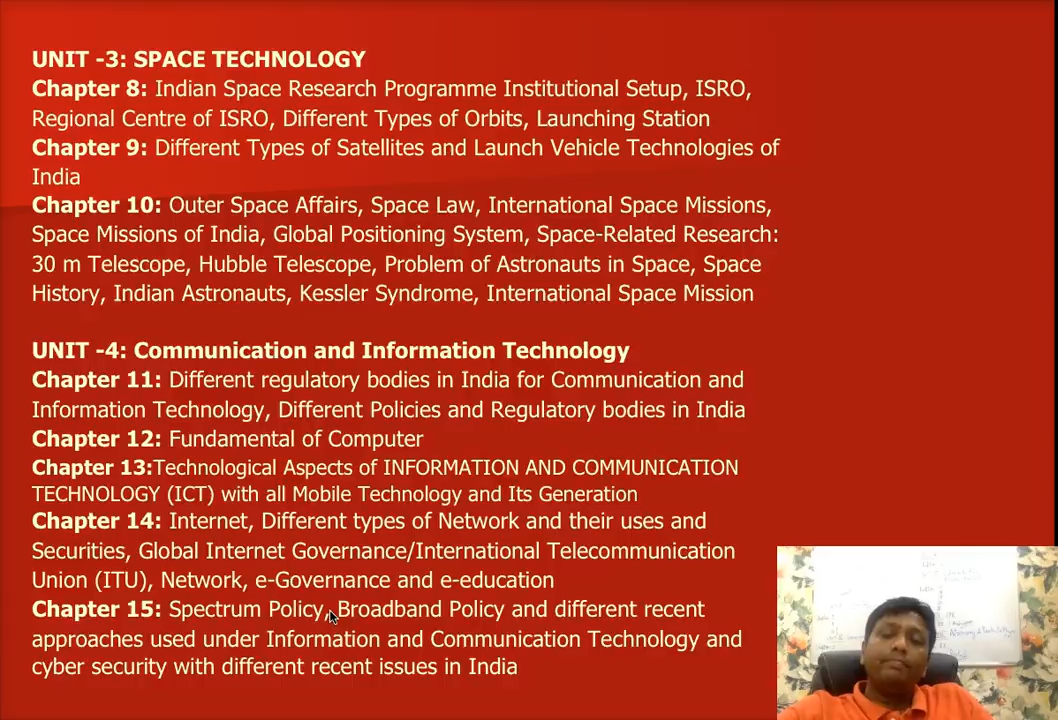 UNIT -3: SPACE TECHNOLOGY
Chapter 8: Indian Space Research Programme Institutional Setup, ISRO,
Regional Centre of ISRO, Different Types of Orbits, Launching Station
Chapter 9: Different Types of Satellites and Launch Vehicle Technologies of
India
Chapter 10: Outer Space Affairs, Space Law, International Space Missions,
Space Missions of India, Global Positioning System, Space-Related Research:
30 m Telescope, Hubble Telescope, Problem of Astronauts in Space, Space
History, Indian Astronauts, Kessler Syndrome, International Space Mission
UNIT -4: Communication and Information Technology
Chapter 11: Different regulatory bodies in India for Communication and
Information Technology, Different Policies and Regulatory bodies in India
Chapter 12: Fundamental of Computer
Chapter 13:Technological Aspects of INFORMATION AND COMMUNICATION
TECHNOLOGY (ICT) with all Mobile Technology and Its Generation
Chapter 14: Internet, Different types of Network and their uses and
Securities, Global Internet Governance/International Telecommunication
Union (ITU), Network, e-Governance and e-education
Chapter 15: Spectrum Policy, Broadband Policy and different recent
approaches used under Information and Communication Technology and
cyber security with different recent issues in India